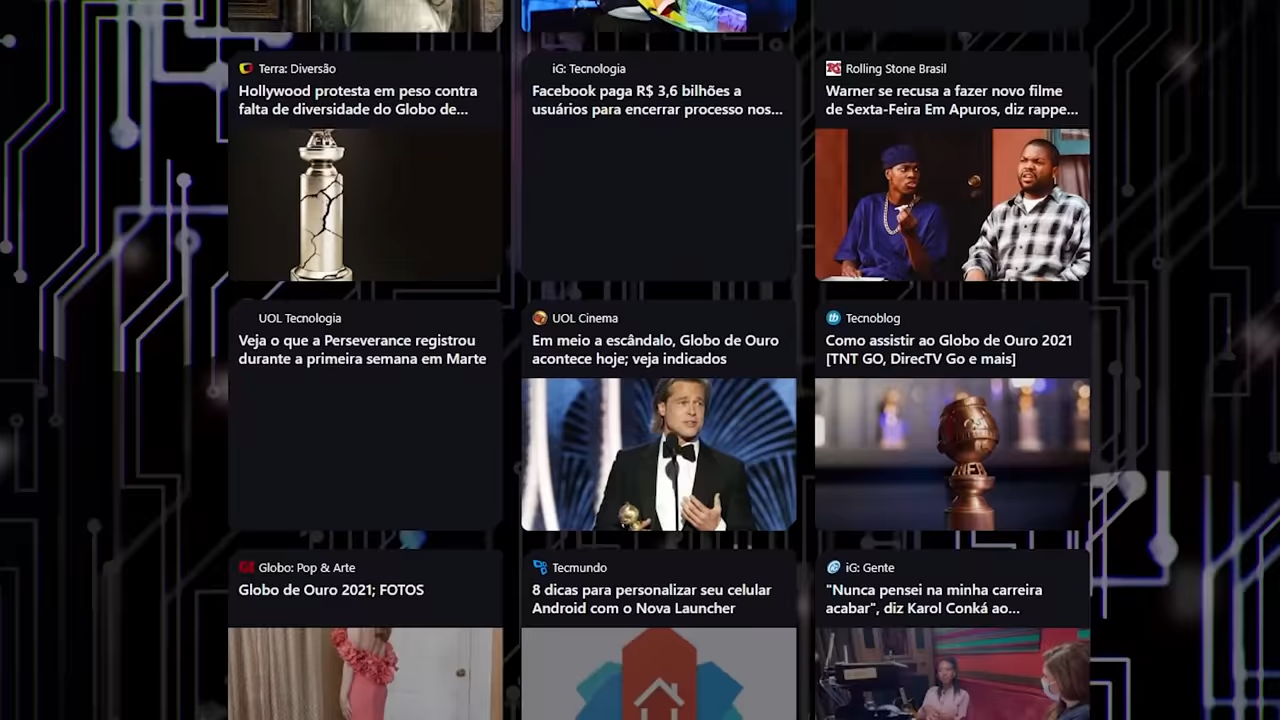 Terra: Diversão
Hollywood protesta em peso contra
falta de diversidade do Globo de...
iG: Tecnologia
Facebook paga R$ 3,6 bilhões a
usuários para encerrar processo nos...
Rolling Stone Brasil
Warner se recusa a fazer novo filme
de Sexta-Feira Em Apuros, diz rappe...
UOL Tecnologia
Veja o que a Perseverance registrou
durante a primeira semana em Marte
UOL Cinema
Em meio a escândalo, Globo de Ouro
acontece hoje; veja indicados
Tecnoblog
Como assistir ao Globo de Ouro 2021
[TNT GO, DirecTV Go e mais]
Globo: Pop & Arte
Globo de Ouro 2021; FOTOS
Tecmundo
8 dicas para personalizar seu celular
Android com o Nova Launcher
iG: Gente
"Nunca pensei na minha carreira
acabar", diz Karol Conká ao...